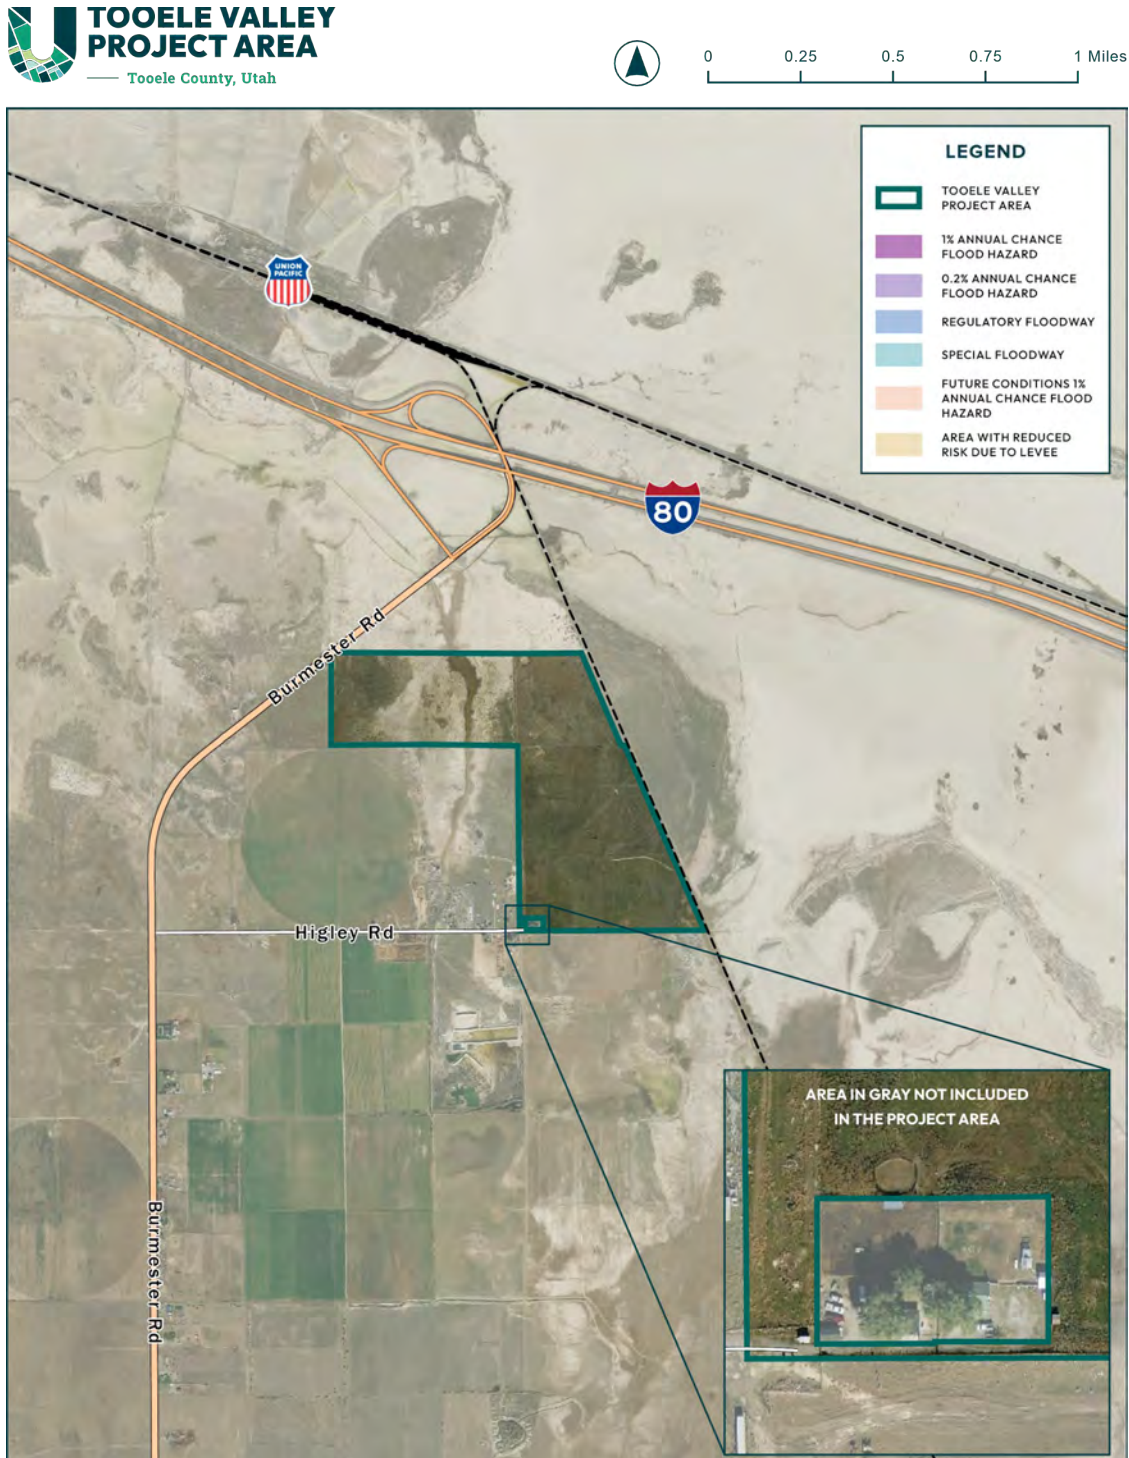 TOOELE VALLEY
PROJECT AREA
Tooele County, Utah
0 0.25 0.5 0.75 1 Miles
LEGEND
TOOELE VALLEY
PROJECT AREA
1% ANNUAL CHANCE
FLOOD HAZARD
0.2% ANNUAL CHANCE
FLOOD HAZARD
REGULATORY FLOODWAY
SPECIAL FLOODWAY
FUTURE CONDITIONS 1%
ANNUAL CHANCE FLOOD
HAZARD
AREA WITH REDUCED
RISK DUE TO LEVEE
UNION
PACIFIC
80
Burmester Rd
Higley Rd
Burmester Rd
AREA IN GRAY NOT INCLUDED
IN THE PROJECT AREA